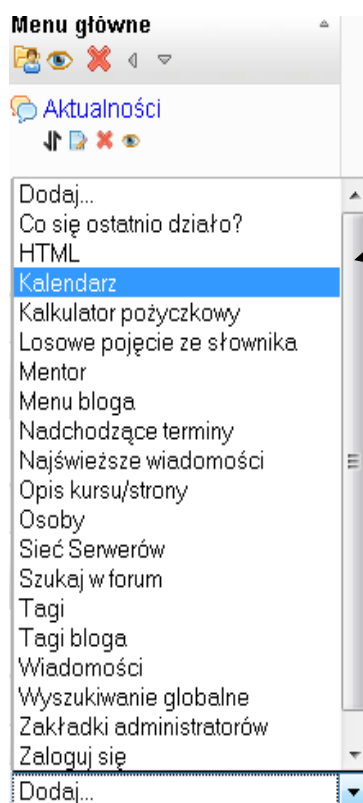 Menu główne
Aktualności
Dodaj...
Co się ostatnio działo?
HTML
Kalendarz
Kalkulator pożyczkowy
Losowe pojęcie ze słownika
Mentor
Menu bloga
Nadchodzące terminy
Najświeższe wiadomości
Opis kursu/strony
Osoby
Sieć Serwerów
Szukaj w forum
Tagi
Tagi bloga
Wiadomości
Wyszukiwanie globalne
Zakładki administratorów
Zaloguj się
Dodaj...